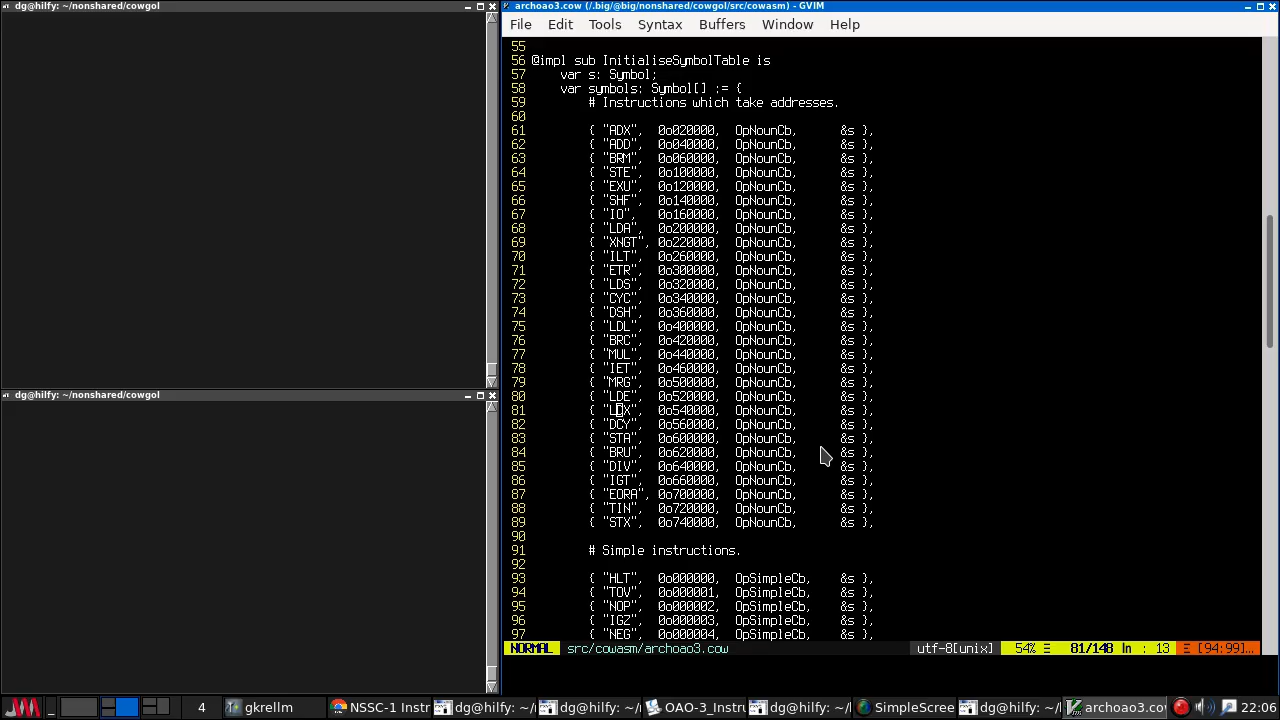 dg@hilfy: ~/nonshared/cowgol
archoao3.cow (/.big/@big/nonshared/cowgol/src/cowasm) - GVIM
File Edit Tools Syntax Buffers Window Help
55
56 @impl sub InitialiseSymbolTable is
57 var s: Symbol;
58 var symbols: Symbol[] := {
59 # Instructions which take addresses.
60
61 { "ADX", 0o020000, OpNounCb, &s },
62 { "ADD", 0o040000, OpNounCb, &s },
63 { "BRM", 0o060000, OpNounCb, &s },
64 { "STE", 0o100000, OpNounCb, &s },
65 { "EXU", 0o120000, OpNounCb, &s },
66 { "SHF", 0o140000, OpNounCb, &s },
67 { "IO", 0o160000, OpNounCb, &s },
68 { "LDA", 0o200000, OpNounCb, &s },
69 { "XNGT", 0o220000, OpNounCb, &s },
70 { "ILT", 0o260000, OpNounCb, &s },
71 { "ETR", 0o300000, OpNounCb, &s },
72 { "LDS", 0o320000, OpNounCb, &s },
73 { "CYC", 0o340000, OpNounCb, &s },
74 { "DSH", 0o360000, OpNounCb, &s },
75 { "LDL", 0o400000, OpNounCb, &s },
76 { "BRC", 0o420000, OpNounCb, &s },
77 { "MUL", 0o440000, OpNounCb, &s },
78 { "IET", 0o460000, OpNounCb, &s },
79 { "MRG", 0o500000, OpNounCb, &s },
80 { "LDE", 0o520000, OpNounCb, &s },
81 { "LDX", 0o540000, OpNounCb, &s },
82 { "DCY", 0o560000, OpNounCb, &s },
83 { "STA", 0o600000, OpNounCb, &s },
84 { "BRU", 0o620000, OpNounCb, &s },
85 { "DIV", 0o640000, OpNounCb, &s },
86 { "IGT", 0o660000, OpNounCb, &s },
87 { "EORA", 0o700000, OpNounCb, &s },
88 { "TIN", 0o720000, OpNounCb, &s },
89 { "STX", 0o740000, OpNounCb, &s },
90
91 # Simple instructions.
92
93 { "HLT", 0o000000, OpSimpleCb, &s },
94 { "TOV", 0o000001, OpSimpleCb, &s },
95 { "NOP", 0o000002, OpSimpleCb, &s },
96 { "IGZ", 0o000003, OpSimpleCb, &s },
97 { "NEG", 0o000004, OpSimpleCb, &s },
NORMAL src/cowasm/archoao3.cow utf-8[unix] 54% Ξ 81/148 ln : 13 Ξ [94:99]…
dg@hilfy: ~/nonshared/cowgol
4 gkrellm NSSC-1 Instr dg@hilfy: ~/ dg@hilfy: ~/ OAO-3_Instru dg@hilfy: ~/ SimpleScree dg@hilfy: ~/ archoao3.co 22:06